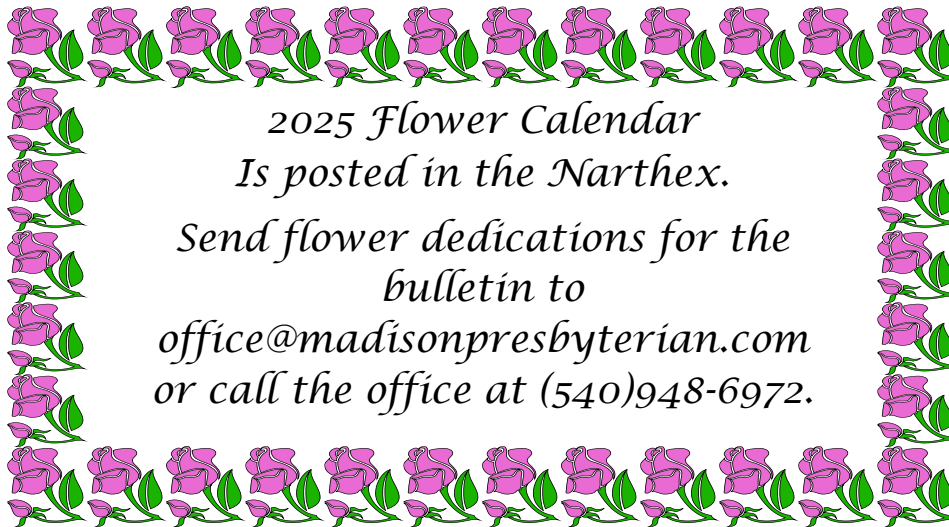 2025 Flower Calendar
Is posted in the Narthex.
Send flower dedications for the
bulletin to
office@madisonpresbyterian.com
or call the office at (540)948-6972.